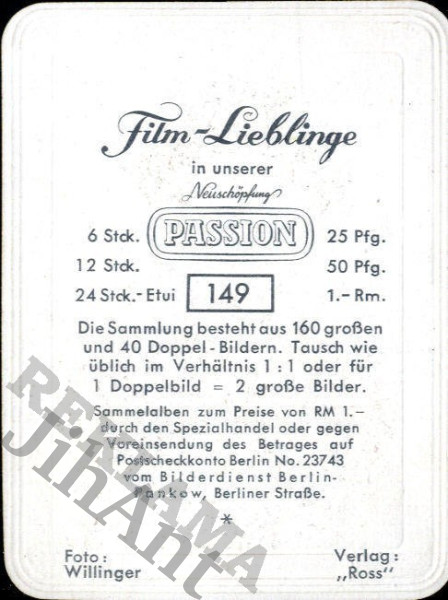 Film-Lieblinge
in unserer
Neuschöpfung
PASSION
6 Stck. 25 Pfg.
12 Stck. 50 Pfg.
24 Stck.-Etui 149 1.- Rm.
Die Sammlung besteht aus 160 großen
und 40 Doppel-Bildern. Tausch wie
üblich im Verhältnis 1 : 1 oder für
1 Doppelbild = 2 große Bilder.
Sammelalben zum Preise von RM 1.–
durch den Spezialhandel oder gegen
Voreinsendung des Betrages auf
Postscheckkonto Berlin No. 23743
vom Bilderdienst Berlin-
Pankow, Berliner Straße.
*
Foto: Verlag:
Willinger „Ross"
REKLAMA
JihAnt